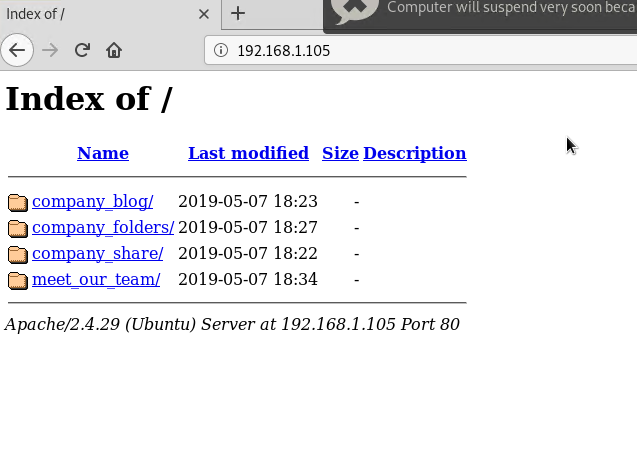 Index of /
Computer will suspend very soon beca
192.168.1.105
Index of /
Name Last modified Size Description
company_blog/ 2019-05-07 18:23 -
company_folders/ 2019-05-07 18:27 -
company_share/ 2019-05-07 18:22 -
meet_our_team/ 2019-05-07 18:34 -
Apache/2.4.29 (Ubuntu) Server at 192.168.1.105 Port 80